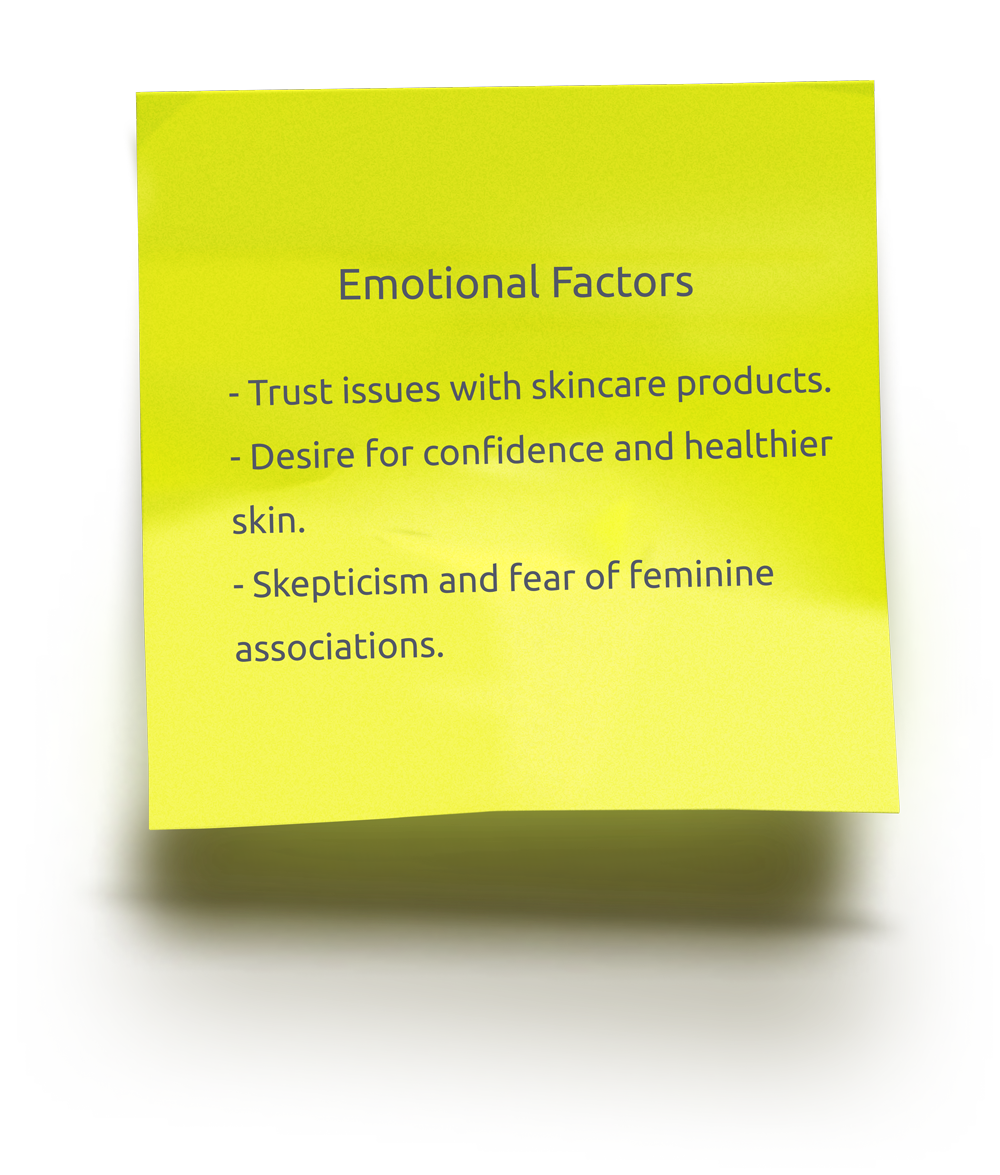 Emotional Factors
- Trust issues with skincare products.
- Desire for confidence and healthier
skin.
- Skepticism and fear of feminine
associations.